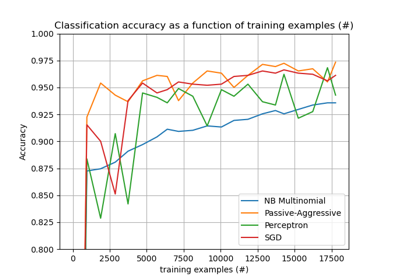 Classification accuracy as a function of training examples (#)
1.000
0.975
0.950
0.925
0.900
0.875
0.850
0.825
0.800
Accuracy
NB Multinomial
Passive-Aggressive
Perceptron
SGD
0 2500 5000 7500 10000 12500 15000 17500
training examples (#)